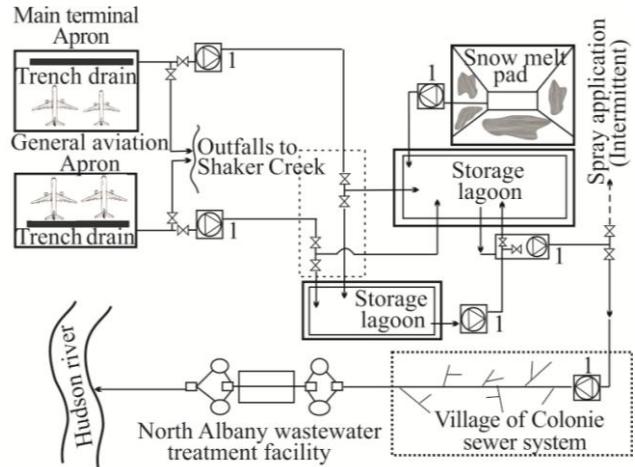 Main terminal
Apron
Trench drain
General aviation
Apron
Trench drain
1
1
Outfalls to
Shaker Creek
1
Snow melt
pad
Storage
lagoon
1
Storage
lagoon
1
Spray application
(Intermittent)
Hudson river
North Albany wastewater
treatment facility
1
Village of Colonie
sewer system